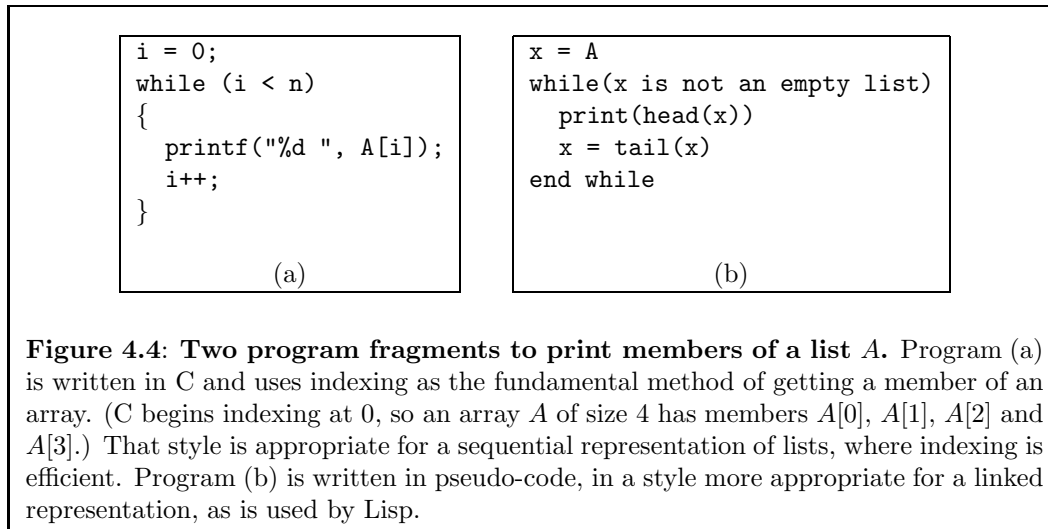 i = 0;
while (i < n)
{
  printf("%d ", A[i]);
  i++;
}
(a)
x = A
while(x is not an empty list)
  print(head(x))
  x = tail(x)
end while
(b)
Figure 4.4: Two program fragments to print members of a list A. Program (a)
is written in C and uses indexing as the fundamental method of getting a member of an
array. (C begins indexing at 0, so an array A of size 4 has members A[0], A[1], A[2] and
A[3].) That style is appropriate for a sequential representation of lists, where indexing is
efficient. Program (b) is written in pseudo-code, in a style more appropriate for a linked
representation, as is used by Lisp.